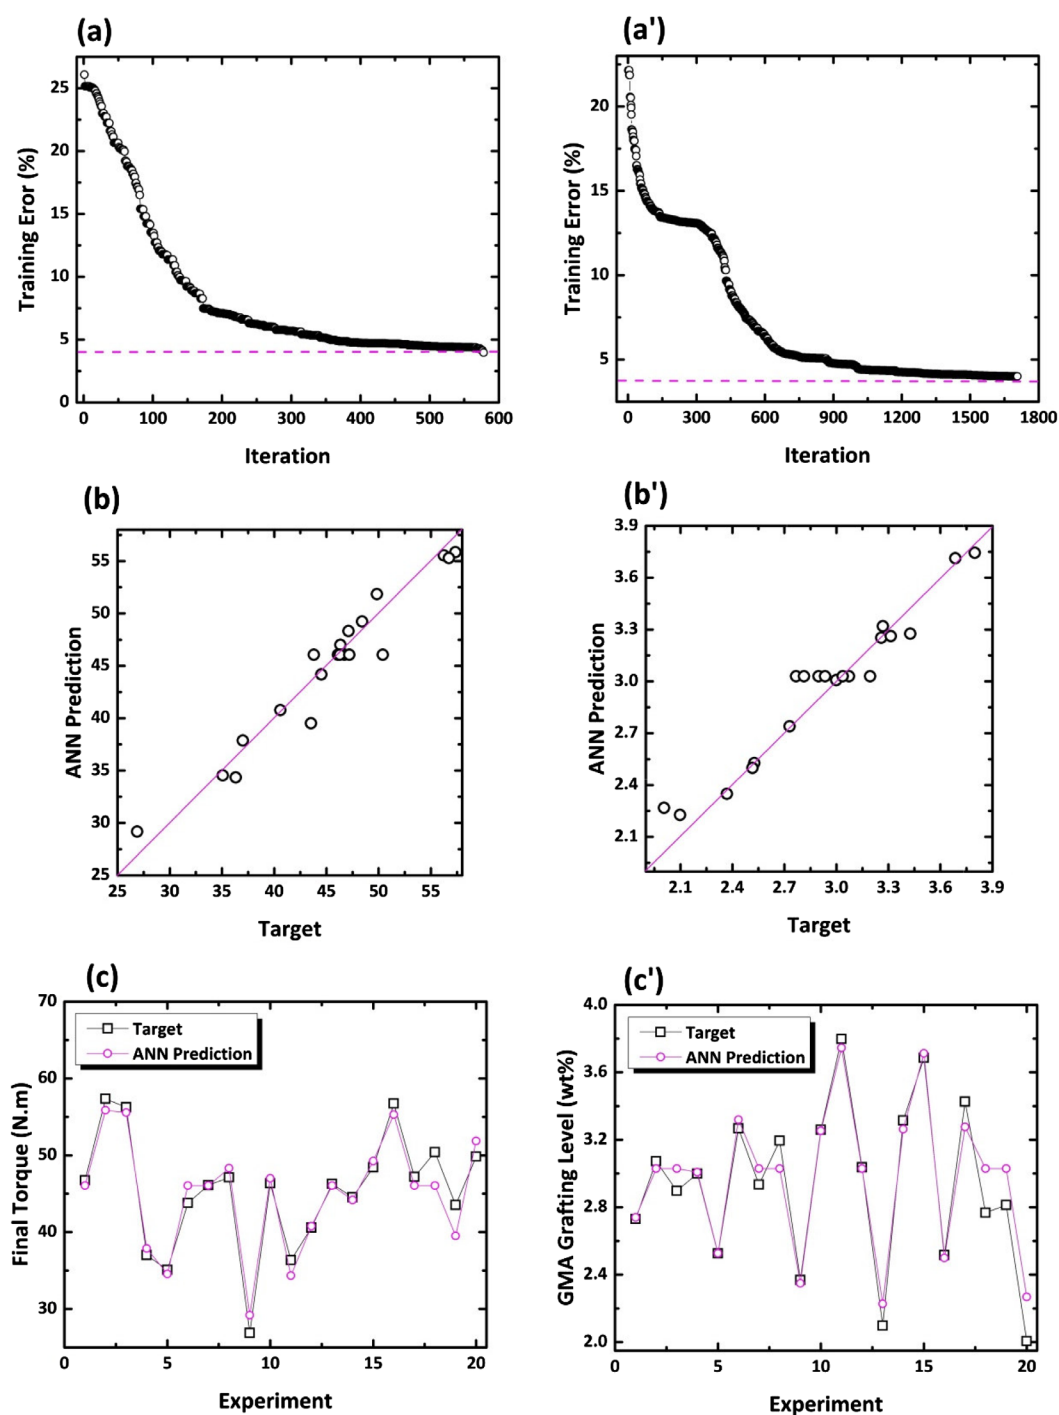 (a)
25
20
15
10
5
0
0 100 200 300 400 500 600
Training Eror (%)
Iteration
(a')
20
15
10
5
0 300 600 900 1200 1500 1800
Training Error (%)
Iteration
(b)
55
50
45
40
35
30
25
25 30 35 40 45 50 55
ANN Prediction
Target
(b')
3.9
3.6
3.3
3.0
2.7
2.4
2.1
2.1 2.4 2.7 3.0 3.3 3.6 3.9
ANN Prediction
Target
(c)
70
60
50
40
30
0 5 10 15 20
Target
ANN Prediction
Final Torque (N.m)
Experiment
(c')
4.0
3.6
3.2
2.8
2.4
2.0
0 5 10 15 20
Target
ANN Prediction
GMA Grafting Level (wt%)
Experiment